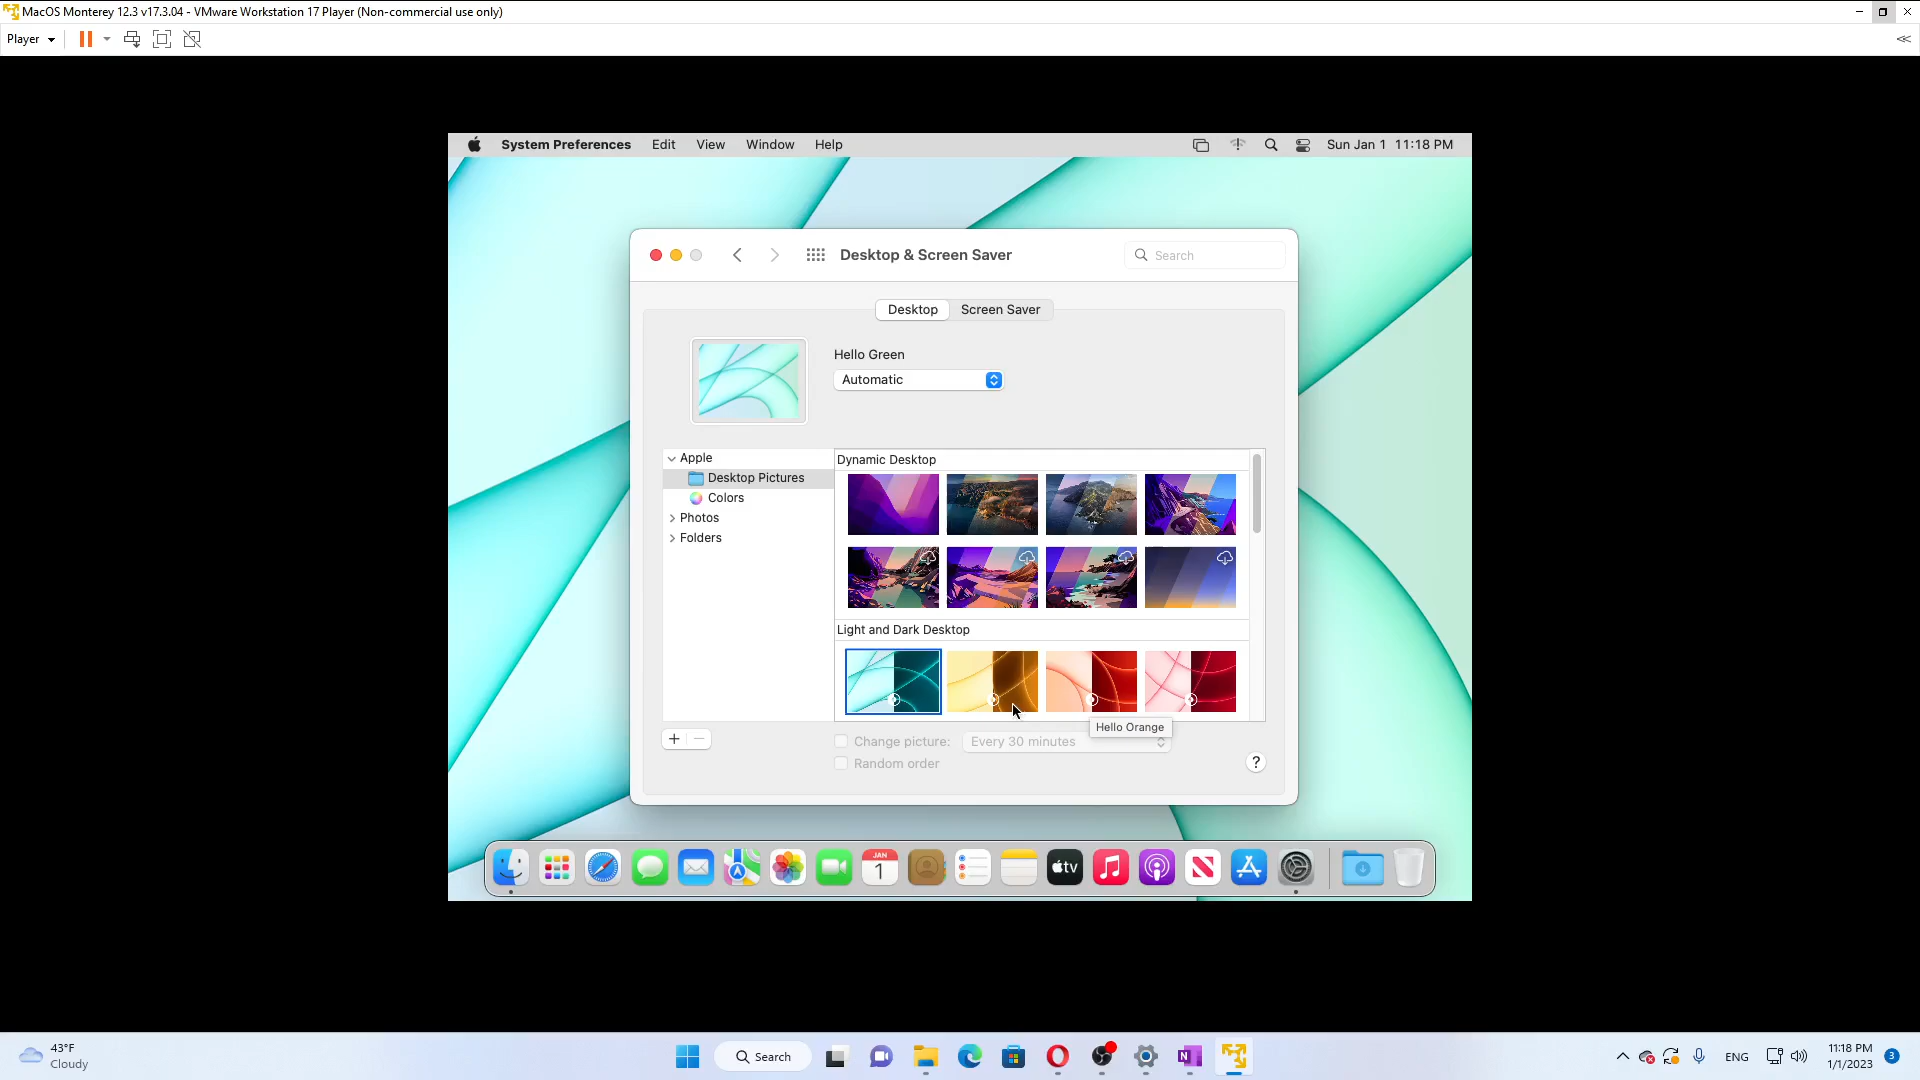 MacOS Monterey 12.3 v17.3.04 - VMware Workstation 17 Player (Non-commercial use only)
Player
System Preferences Edit View Window Help Sun Jan 1 11:18 PM
Desktop & Screen Saver Search
Desktop Screen Saver
Hello Green
Automatic
Apple
Desktop Pictures
Colors
Photos
Folders
Dynamic Desktop
Light and Dark Desktop
Hello Orange
Change picture: Every 30 minutes
Random order
?
JAN
1
tv
43°F
Cloudy
Search
ENG
11:18 PM
1/1/2023
3